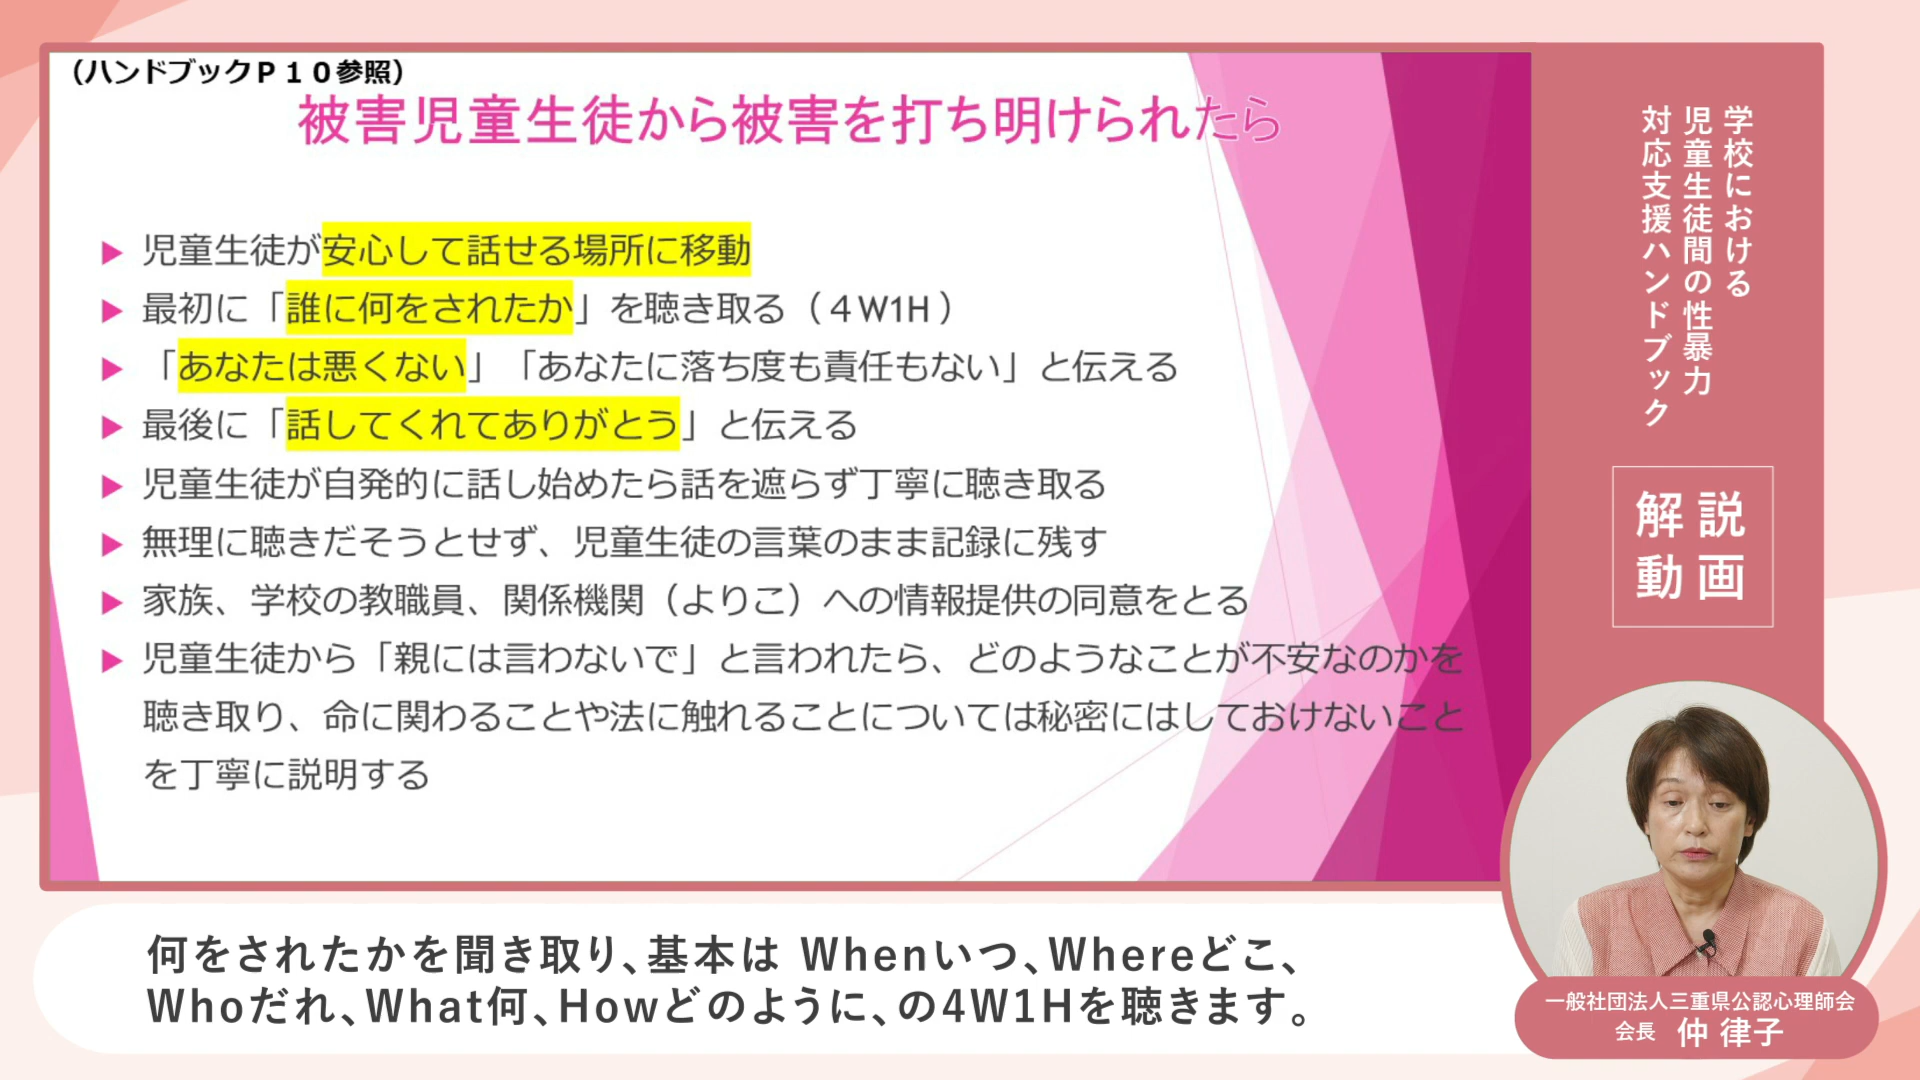 （ハンドブックＰ１０参照）
被害児童生徒から被害を打ち明けられたら
児童生徒が安心して話せる場所に移動
最初に「誰に何をされたか」を聴き取る（４W1H）
「あなたは悪くない」「あなたに落ち度も責任もない」と伝える
最後に「話してくれてありがとう」と伝える
児童生徒が自発的に話し始めたら話を遮らず丁寧に聴き取る
無理に聴きだそうとせず、児童生徒の言葉のまま記録に残す
家族、学校の教職員、関係機関（よりこ）への情報提供の同意をとる
児童生徒から「親には言わないで」と言われたら、どのようなことが不安なのかを
聴き取り、命に関わることや法に触れることについては秘密にはしておけないこと
を丁寧に説明する
学校における
児童生徒間の性暴力
対応支援ハンドブック
解説
動画
何をされたかを聞き取り、基本は Whenいつ、Whereどこ、
Whoだれ、What何、Howどのように、の4W1Hを聴きます。
一般社団法人三重県公認心理師会
会長 仲 律子